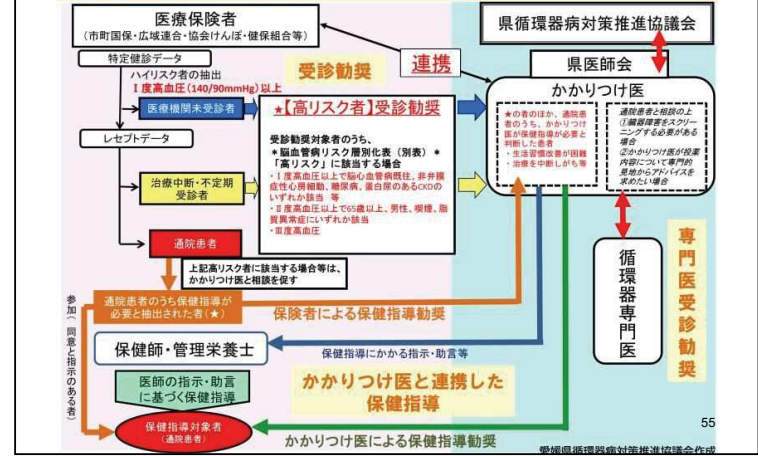 医療保険者
(市町国保・広域連合・協会けんぽ・健保組合等)
県循環器病対策推進協議会
特定健診データ
ハイリスク者の抽出
Ⅰ度高血圧(140/90mmHg)以上
受診勧奨
連携
県医師会
かかりつけ医
医療機関未受診者
レセプトデータ
治療中断・不定期
受診者
★【高リスク者】受診勧奨
受診勧奨対象者のうち、
*脳血管病リスク層別化表(別表)*
「高リスク」に該当する場合
・Ⅰ度高血圧以上で脳心血管病既往、非弁膜
症性心房細動、糖尿病、蛋白尿のあるCKDの
いずれか該当 等
・Ⅱ度高血圧以上で65歳以上、男性、喫煙、脂
質異常症にいずれか該当
・Ⅲ度高血圧
★の者のほか、通院患
者のうち、かかりつけ
医が保健指導が必要と
判断した患者
・生活習慣改善が困難
・治療を中断しがち等
通院患者と相談の上
①臓器障害をスクリー
ニングする必要がある
場合
②かかりつけ医が投薬
内容について専門的
見地からアドバイスを
求めたい場合
通院患者
上記高リスク者に該当する場合等は、
かかりつけ医と相談を促す
通院患者のうち保健指導が
必要と抽出された者(★)
保険者による保健指導勧奨
循環器専門医
専門医受診勧奨
参加(同意と指示のある者)
保健師・管理栄養士
保健指導にかかる指示・助言等
医師の指示・助言
に基づく保健指導
かかりつけ医と連携した
保健指導
保健指導対象者
(通院患者)
かかりつけ医による保健指導勧奨
55
愛媛県循環器病対策推進協議会作成